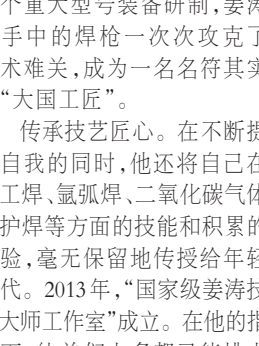 个重大型号装备研制,姜涛
手中的焊枪一次次攻克了
术难关,成为一名名符其实
“大国工匠”。
传承技艺匠心。在不断提
自我的同时,他还将自己在
工焊、氩弧焊、二氧化碳气体
护焊等方面的技能和积累的
验,毫无保留地传授给年轻
代。2013年,“国家级姜涛技
大师工作室”成立。在他的指